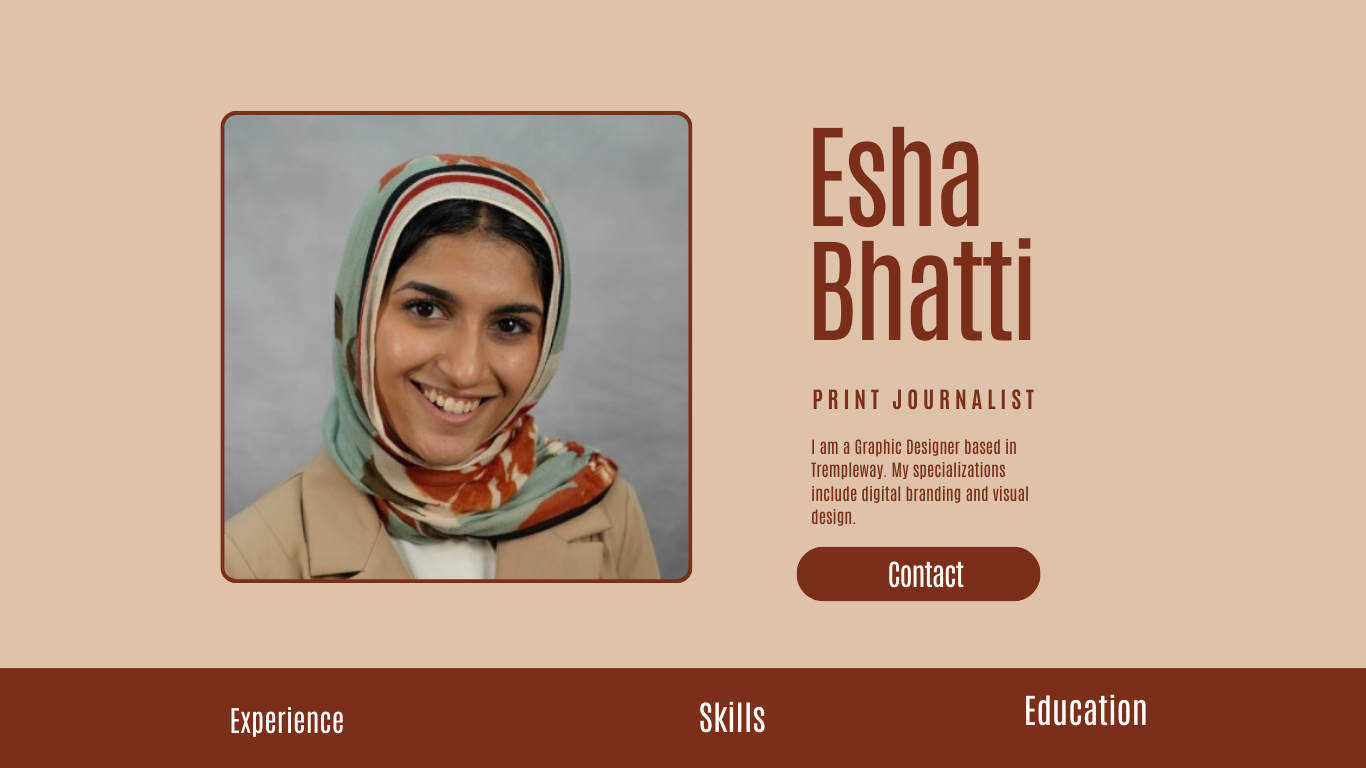 Esha
Bhatti
PRINT JOURNALIST
I am a Graphic Designer based in
Trempleway. My specializations
include digital branding and visual
design.
Contact
Experience
Skills
Education